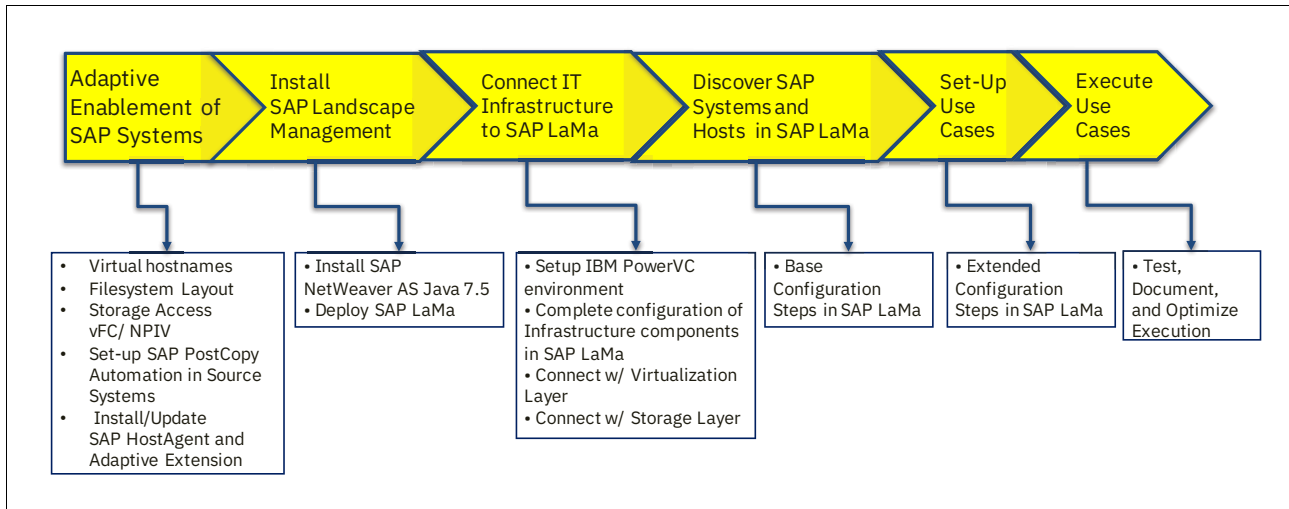 Adaptive
Enablement of
SAP Systems
Install
SAP Landscape
Management
Connect IT
Infrastructure
to SAP LaMa
Discover SAP
Systems and
Hosts in SAP LaMa
Set-Up
Use
Cases
Execute
Use
Cases
• Virtual hostnames
• Filesystem Layout
• Storage Access
vFC/ NPIV
• Set-up SAP PostCopy
Automation in Source
Systems
• Install/Update
SAP HostAgent and
Adaptive Extension
• Install SAP
NetWeaver AS Java 7.5
• Deploy SAP LaMa
• Setup IBM PowerVC
environment
• Complete configuration of
Infrastructure components
in SAP LaMa
• Connect w/ Virtualization
Layer
• Connect w/ Storage Layer
• Base
Configuration
Steps in SAP LaMa
• Extended
Configuration
Steps in SAP LaMa
• Test,
Document,
and Optimize
Execution